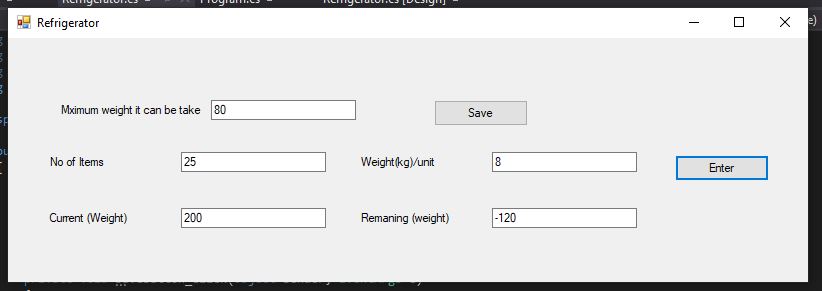 Refrigerator.cs Program.cs Refrigerator.cs [Design]
Refrigerator
Mximum weight it can be take 80 Save
No of Items 25 Weight(kg)/unit 8 Enter
Current (Weight) 200 Remaning (weight) -120